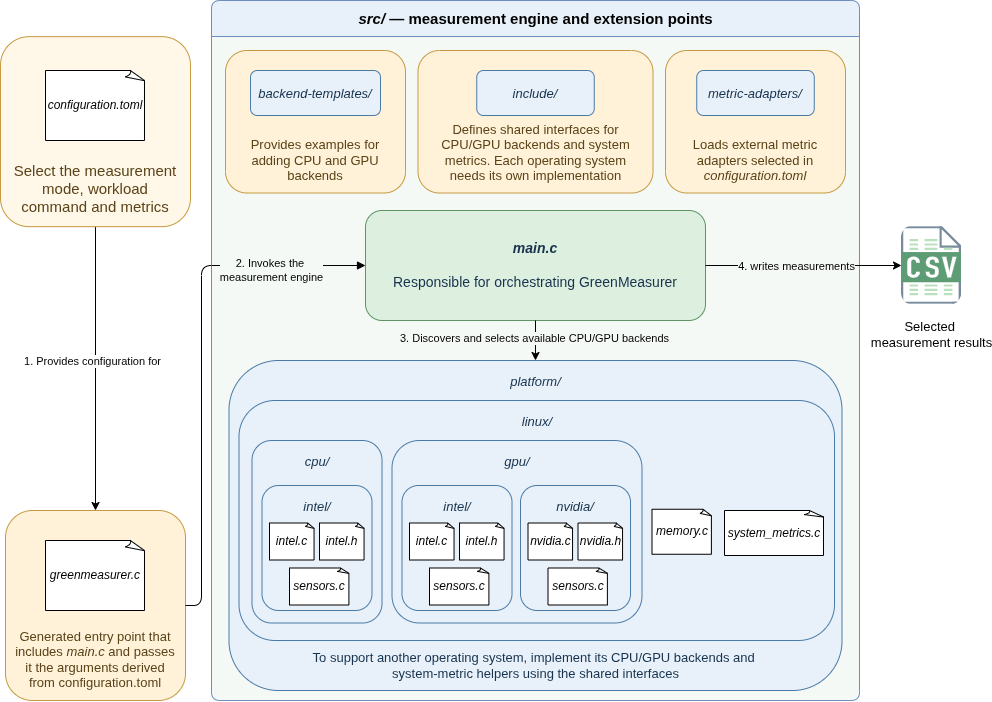 src/ — measurement engine and extension points
configuration.toml
Select the measurement
mode, workload
command and metrics
backend-templates/
Provides examples for
adding CPU and GPU
backends
include/
Defines shared interfaces for
CPU/GPU backends and system
metrics. Each operating system
needs its own implementation
metric-adapters/
Loads external metric
adapters selected in
configuration.toml
main.c
Responsible for orchestrating GreenMeasurer
2. Invokes the
measurement engine
4. writes measurements
CSV
Selected
measurement results
3. Discovers and selects available CPU/GPU backends
1. Provides configuration for
platform/
linux/
cpu/
intel/
intel.c
intel.h
sensors.c
gpu/
intel/
intel.c
intel.h
sensors.c
nvidia/
nvidia.c
nvidia.h
sensors.c
memory.c
system_metrics.c
To support another operating system, implement its CPU/GPU backends and
system-metric helpers using the shared interfaces
greenmeasurer.c
Generated entry point that
includes main.c and passes
it the arguments derived
from configuration.toml